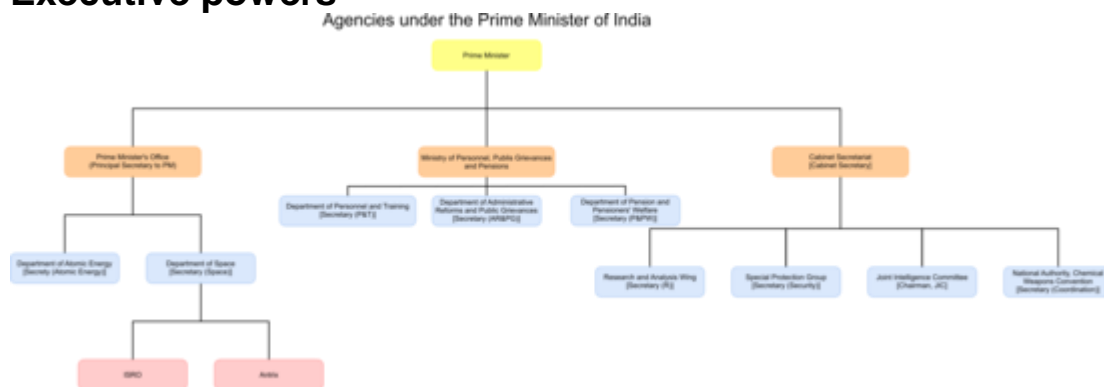 Executive powers
Agencies under the Prime Minister of India
Prime Minister
Prime Minister's Office
(Principal Secretary to PM)
Ministry of Personnel, Public Grievances
and Pensions
Cabinet Secretariat
[Cabinet Secretary]
Department of Personnel and Training
[Secretary (P&T)]
Department of Administrative
Reforms and Public Grievances
[Secretary (AR&PG)]
Department of Pension and
Pensioners' Welfare
[Secretary (P&PW)]
Department of Atomic Energy
[Secrety (Atomic Energy)]
Department of Space
[Secretary (Space)]
Research and Analysis Wing
[Secretary (R)]
Special Protection Group
[Secretary (Security)]
Joint Intelligence Committee
[Chairman, JIC]
National Authority, Chemical
Weapons Convention
[Secretary (Coordination)]
ISRO
Antrix